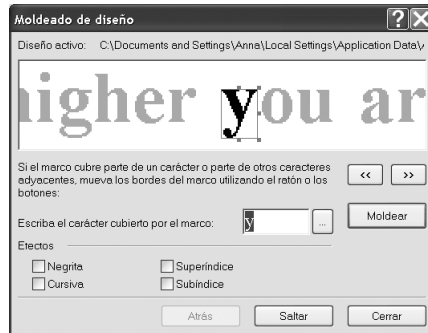 Moldeado de diseño
Diseño activo: C:\Documents and Settings\Anna\Local Settings\Application Data\
higher you ar
Si el marco cubre parte de un carácter o parte de otros caracteres
adyacentes, mueva los bordes del marco utilizando el ratón o los
botones:
<< >>
Escriba el carácter cubierto por el marco: y ... Moldear
Efectos
Negrita Superíndice
Cursiva Subíndice
Atrás Saltar Cerrar